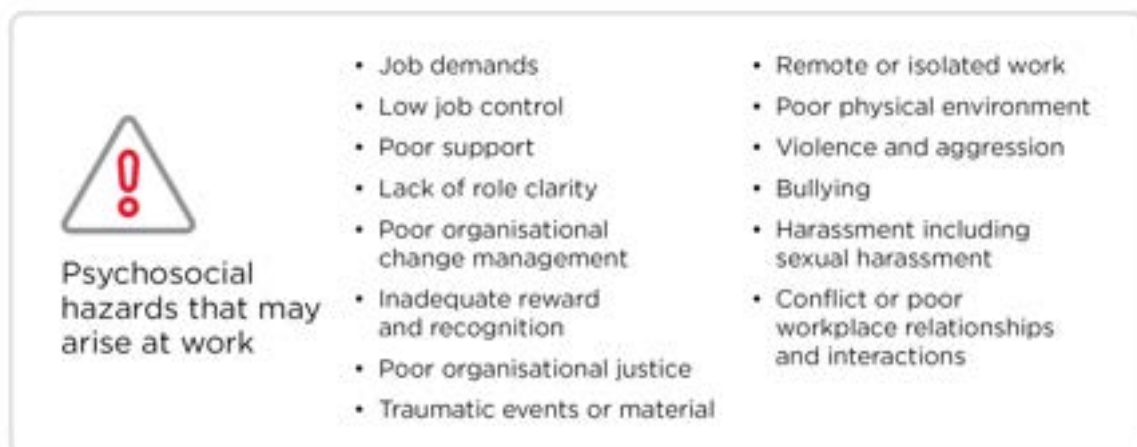 Psychosocial
hazards that may
arise at work
• Job demands
• Low job control
• Poor support
• Lack of role clarity
• Poor organisational
change management
• Inadequate reward
and recognition
• Poor organisational justice
• Traumatic events or material
• Remote or isolated work
• Poor physical environment
• Violence and aggression
• Bullying
• Harassment including
sexual harassment
• Conflict or poor
workplace relationships
and interactions